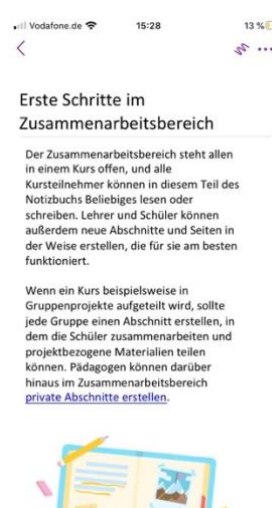 Vodafone.de 15:28 13 %
Erste Schritte im
Zusammenarbeitsbereich
Der Zusammenarbeitsbereich steht allen
in einem Kurs offen, und alle
Kursteilnehmer können in diesem Teil des
Notizbuchs Beliebiges lesen oder
schreiben. Lehrer und Schüler können
außerdem neue Abschnitte und Seiten in
der Weise erstellen, die für sie am besten
funktioniert.
Wenn ein Kurs beispielsweise in
Gruppenprojekte aufgeteilt wird, sollte
jede Gruppe einen Abschnitt erstellen, in
dem die Schüler zusammenarbeiten und
projektbezogene Materialien teilen
können. Pädagogen können darüber
hinaus im Zusammenarbeitsbereich
private Abschnitte erstellen.